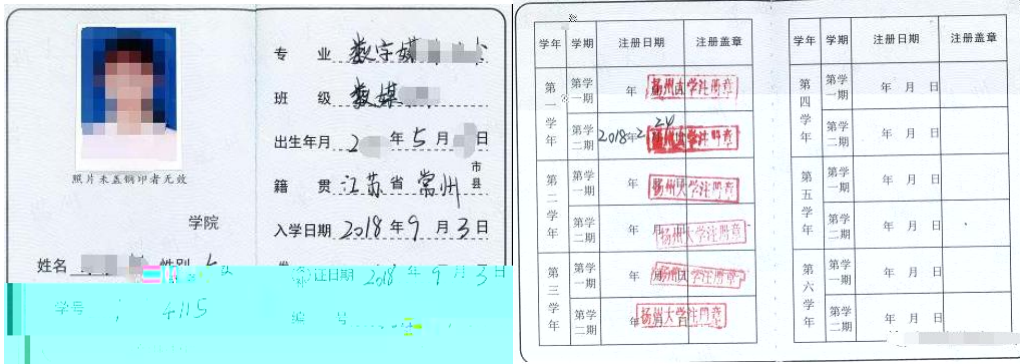 照片未盖钢印者无效
学院
姓名 性别 女
学号 4115
专 业 数字媒
班 级 数媒
出生年月 2 年 5 月 日
籍 贯 江苏 省 常州 市县
入学日期 2018 年 9 月 3 日
证日期 2018 年 9 月 3 日
编 号
学年 学期 注册日期 注册盖章
第一学年 第学一期 年 月 日 扬州大学注册章
第学二期 2018年2 24 扬州大学注册章
第二学年 第学一期 年 月 日 扬州大学注册章
第学二期 年 月 日 扬州大学注册章
第三学年 第学一期 年 月 日 扬州大学注册章
第学二期 年 月 日 扬州大学注册章
学年 学期 注册日期 注册盖章
第四学年 第学一期 年 月 日
第学二期 年 月 日
第五学年 第学一期 年 月 日
第学二期 年 月 日
第六学年 第学一期 年 月 日
第学二期 年 月 日